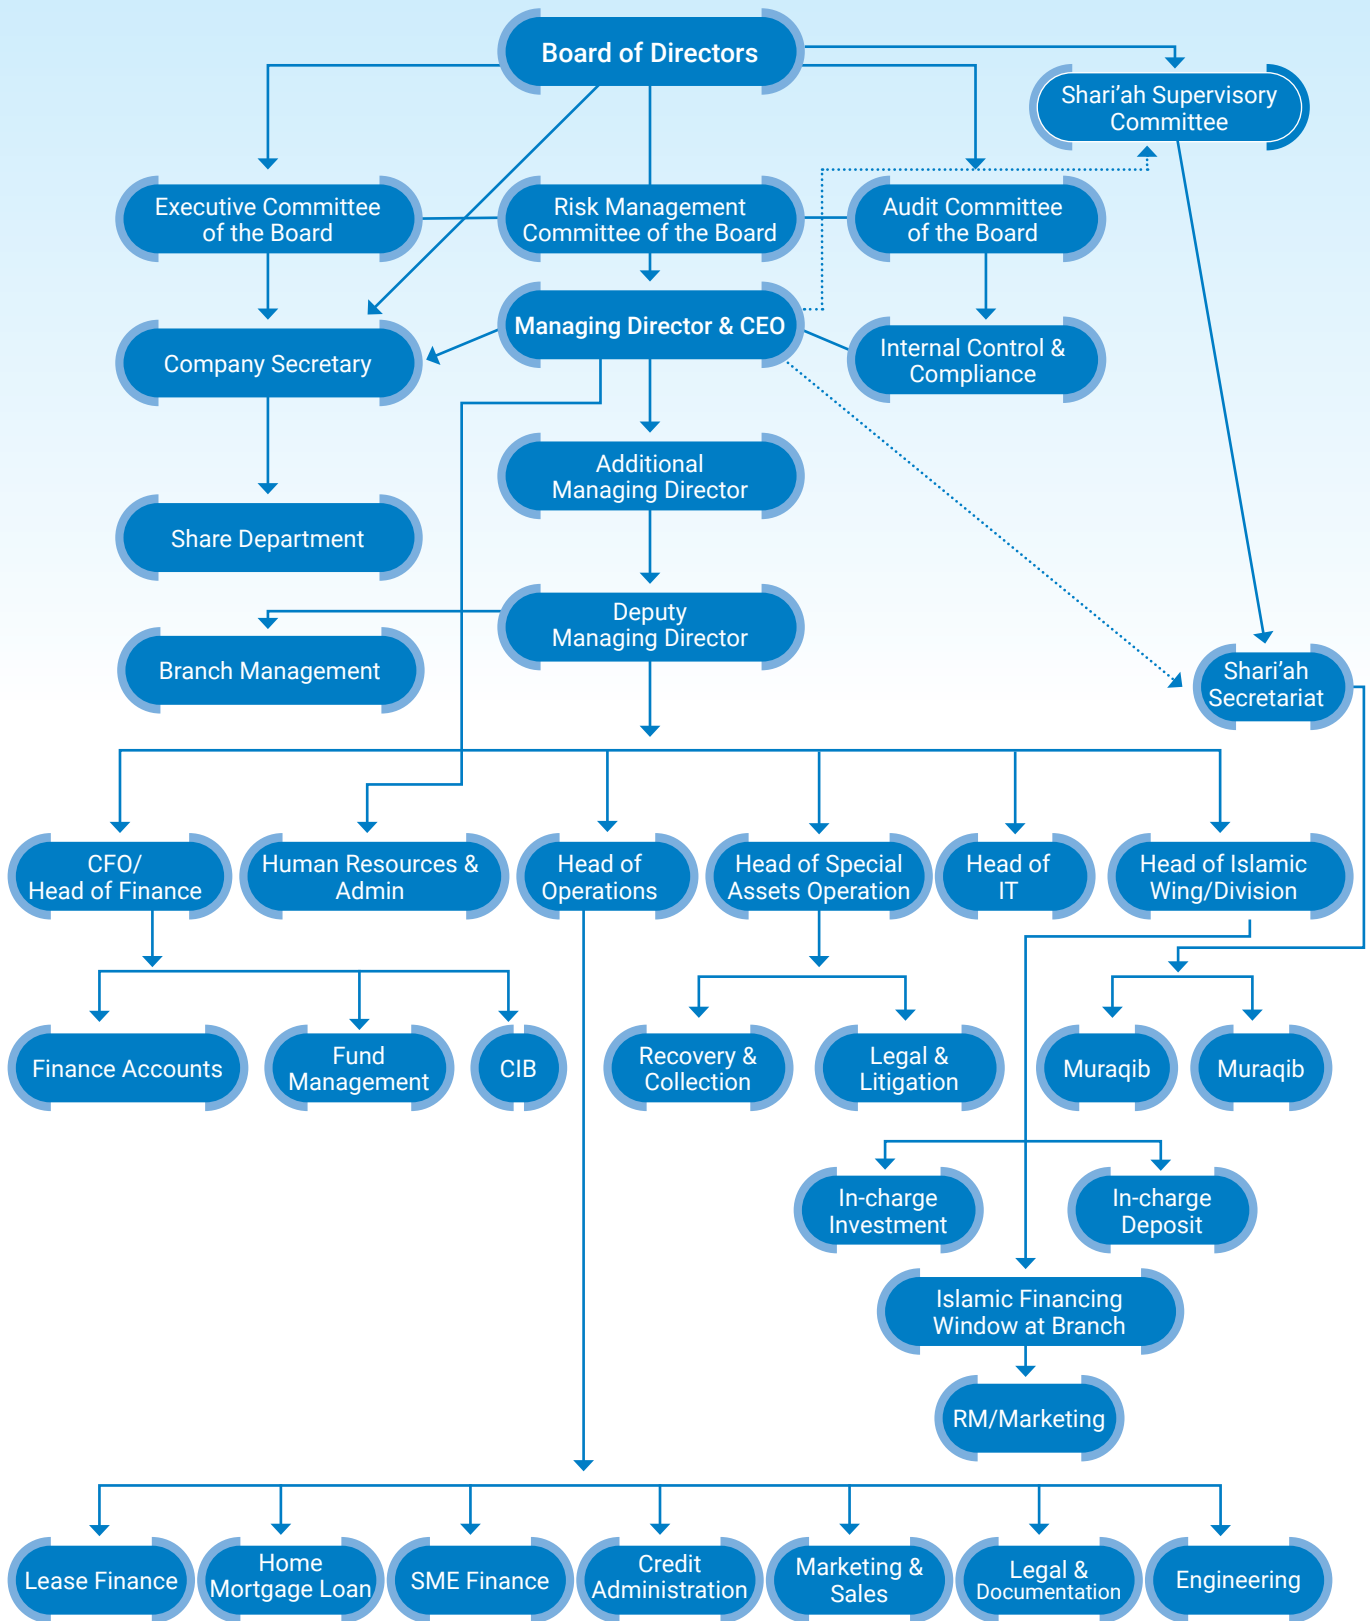 Board of Directors
Shari’ah Supervisory
Committee
Executive Committee
of the Board
Risk Management
Committee of the Board
Audit Committee
of the Board
Managing Director & CEO
Company Secretary
Internal Control &
Compliance
Additional
Managing Director
Share Department
Deputy
Managing Director
Branch Management
Shari’ah
Secretariat
CFO/
Head of Finance
Human Resources &
Admin
Head of
Operations
Head of Special
Assets Operation
Head of
IT
Head of Islamic
Wing/Division
Finance Accounts
Fund
Management
CIB
Recovery &
Collection
Legal &
Litigation
Muraqib
Muraqib
In-charge
Investment
In-charge
Deposit
Islamic Financing
Window at Branch
RM/Marketing
Lease Finance
Home
Mortgage Loan
SME Finance
Credit
Administration
Marketing &
Sales
Legal &
Documentation
Engineering